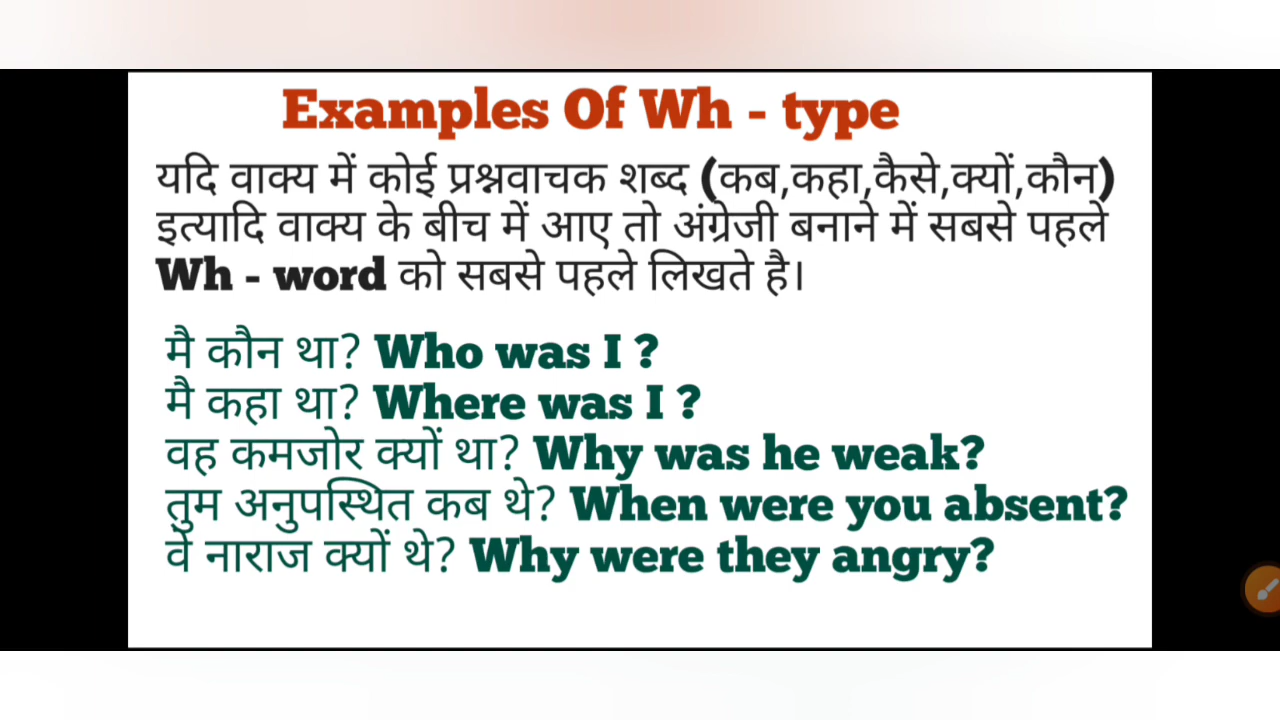 Examples Of Wh - type
यदि वाक्य में कोई प्रश्नवाचक शब्द (कब,कहा,कैसे,क्यों,कौन)
इत्यादि वाक्य के बीच में आए तो अंग्रेजी बनाने में सबसे पहले
Wh - word को सबसे पहले लिखते है।
मै कौन था? Who was I ?
मै कहा था? Where was I ?
वह कमजोर क्यों था? Why was he weak?
तुम अनुपस्थित कब थे? When were you absent?
वे नाराज क्यों थे? Why were they angry?